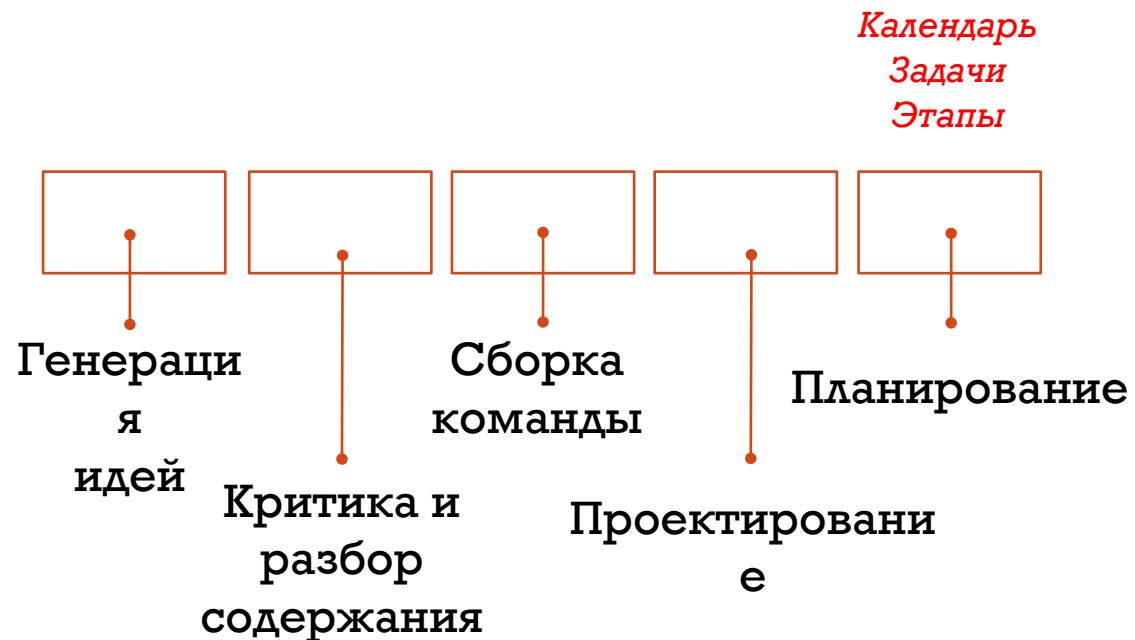 Календарь
Задачи
Этапы
Генераци
я
идей
Критика и
разбор
содержания
Сборка
команды
Проектировани
е
Планирование